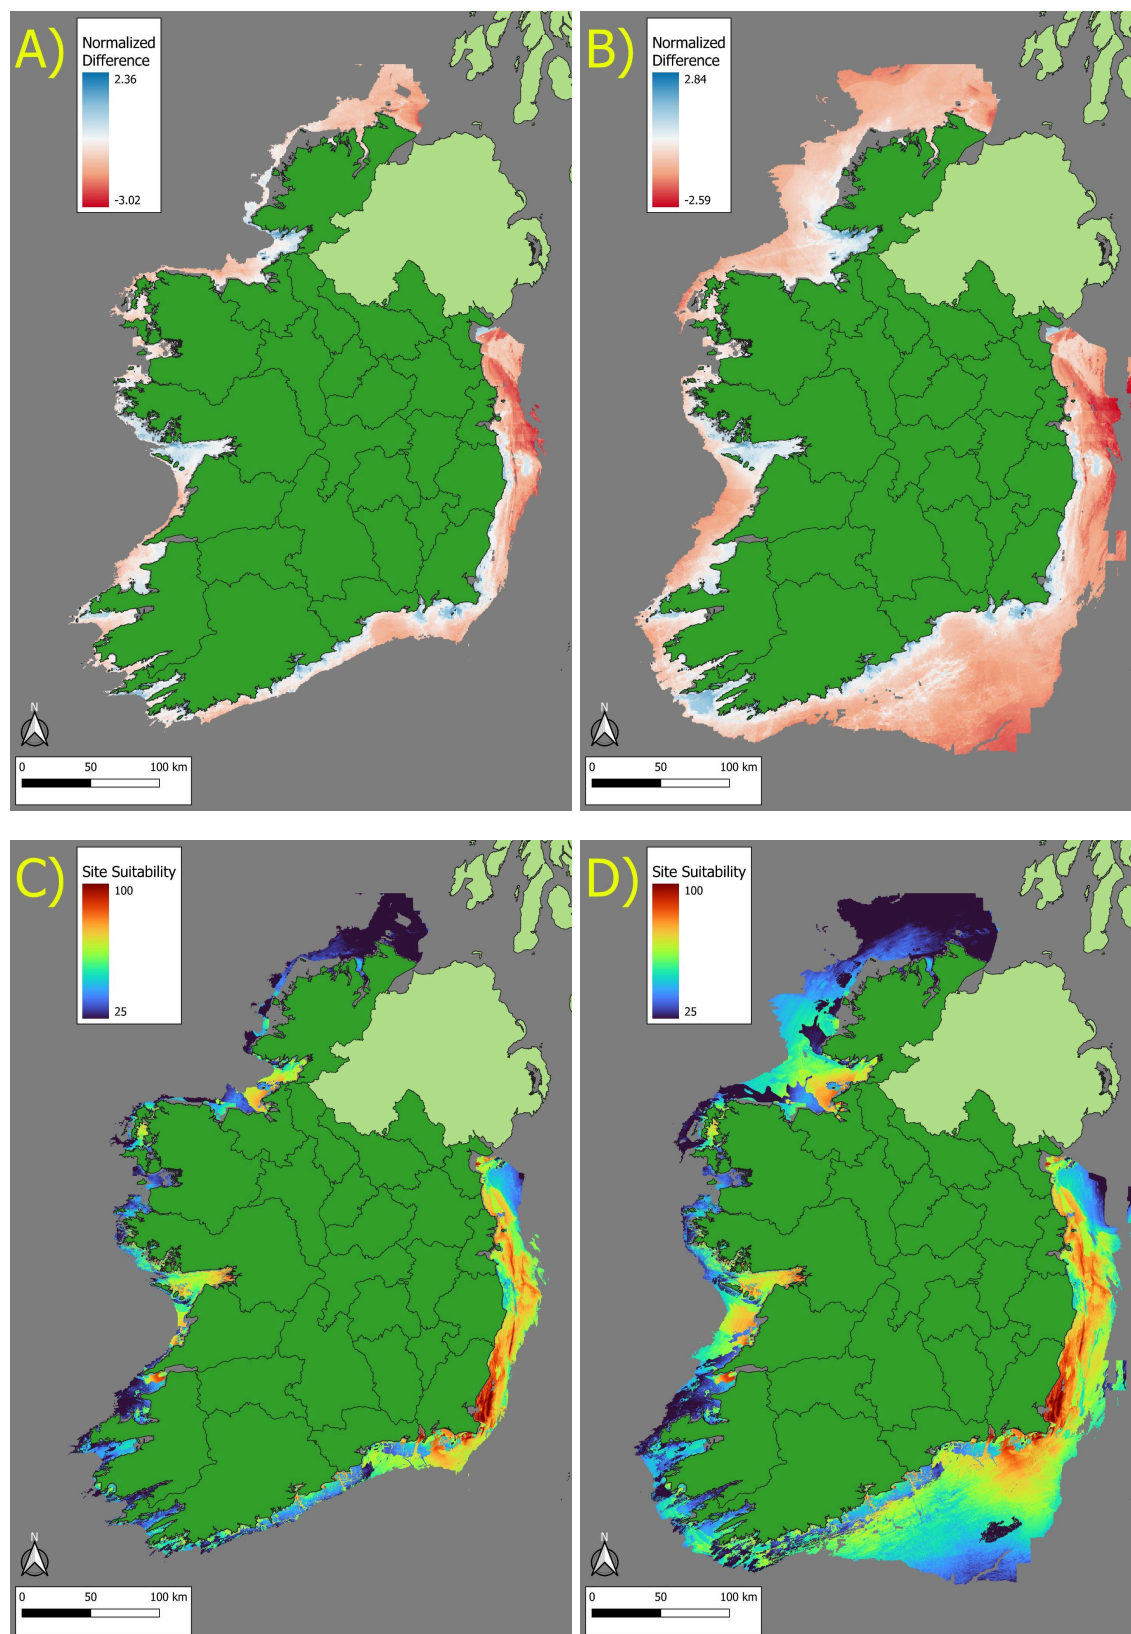 A)
Normalized
Difference
2.36
-3.02
N
0 50 100 km
B)
Normalized
Difference
2.84
-2.59
N
0 50 100 km
C)
Site Suitability
100
25
N
0 50 100 km
D)
Site Suitability
100
25
N
0 50 100 km